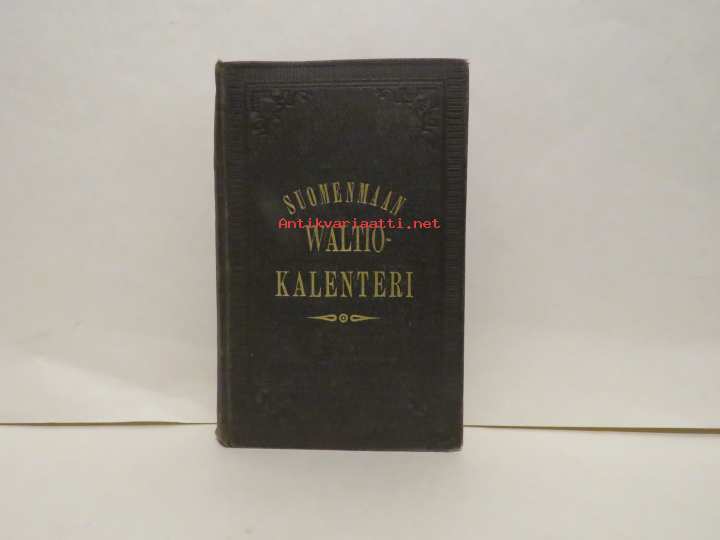 SUOMENMAAN
Antikvariaatti.net
WALTIO-
KALENTERI